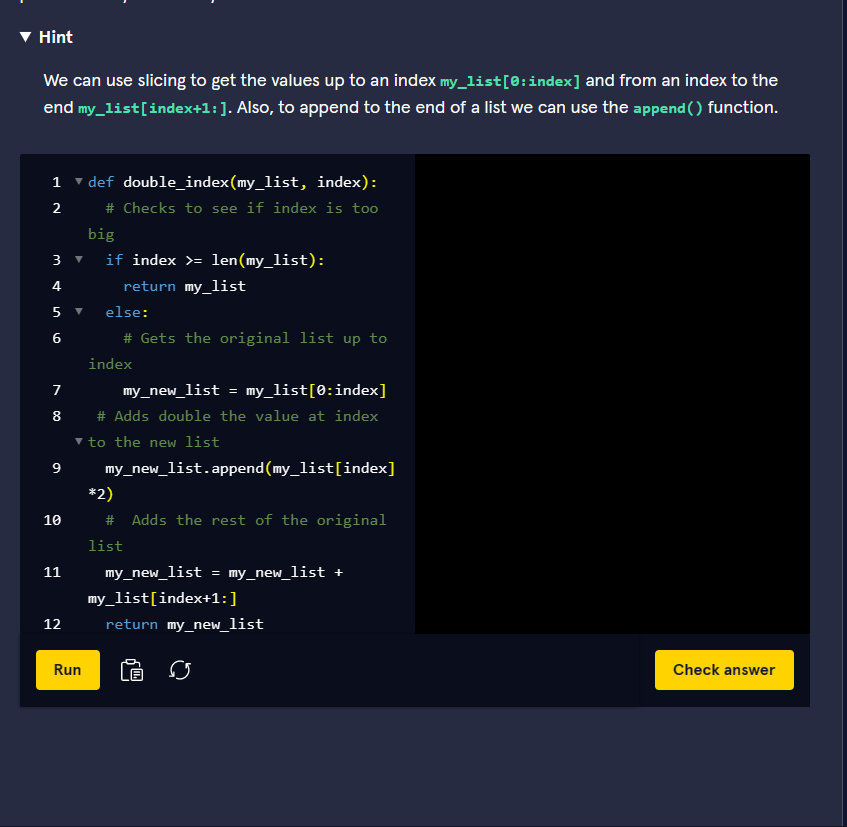 Hint
We can use slicing to get the values up to an index my_list[0:index] and from an index to the
end my_list[index+1:]. Also, to append to the end of a list we can use the append() function.
1 def double_index(my_list, index):
2 # Checks to see if index is too
big
3 if index >= len(my_list):
4 return my_list
5 else:
6 # Gets the original list up to
index
7 my_new_list = my_list[0:index]
8 # Adds double the value at index
to the new list
9 my_new_list.append(my_list[index]
*2)
10 #  Adds the rest of the original
list
11 my_new_list = my_new_list +
my_list[index+1:]
12 return my_new_list
Run
Check answer